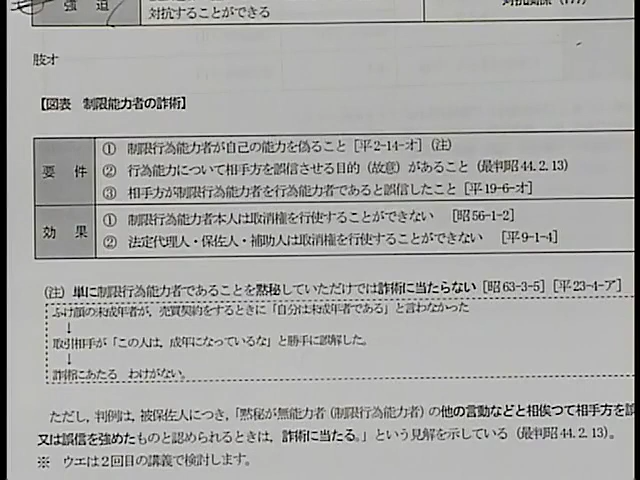 強 迫
対抗することができる
対抗関係（177）
肢オ
【図表 制限能力者の詐術】
要 件
① 制限行為能力者が自己の能力を偽ること［平2-14-オ］（注）
② 行為能力について相手方を誤信させる目的（故意）があること（最判昭44.2.13）
③ 相手方が制限行為能力者を行為能力者であると誤信したこと［平19-6-オ］
効 果
① 制限行為能力者本人は取消権を行使することができない ［昭56-1-2］
② 法定代理人・保佐人・補助人は取消権を行使することができない ［平9-1-4］
（注）単に制限行為能力者であることを黙秘していただけでは詐術に当たらない［昭63-3-5］［平23-4-ア］
ふけ顔の未成年者が，売買契約をするときに「自分は未成年者である」と言わなかった
↓
取引相手が「この人は，成年になっているな」と勝手に誤解した。
↓
詐術にあたる わけがない。
ただし，判例は，被保佐人につき，「黙秘が無能力者（制限行為能力者）の他の言動などと相俟つて相手方を誤
又は誤信を強めたものと認められるときは，詐術に当たる。」という見解を示している（最判昭44.2.13）。
※ ウエは2回目の講義で検討します。